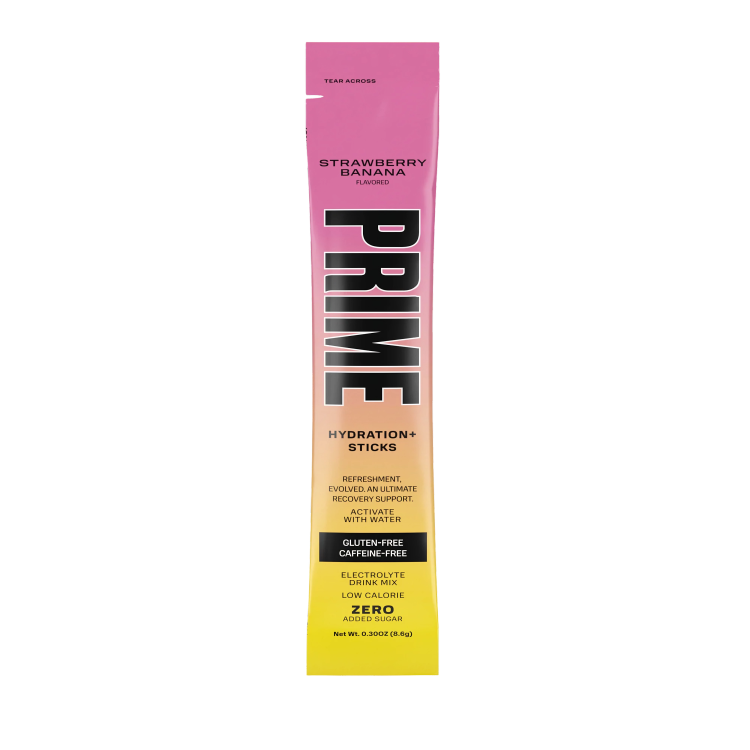 TEAR ACROSS
STRAWBERRY
BANANA
FLAVORED
PRIME
HYDRATION+
STICKS
REFRESHMENT,
EVOLVED. AN ULTIMATE
RECOVERY SUPPORT.
ACTIVATE
WITH WATER
GLUTEN-FREE
CAFFEINE-FREE
ELECTROLYTE
DRINK MIX
LOW CALORIE
ZERO
ADDED SUGAR
Net Wt. 0.30OZ (8.6g)